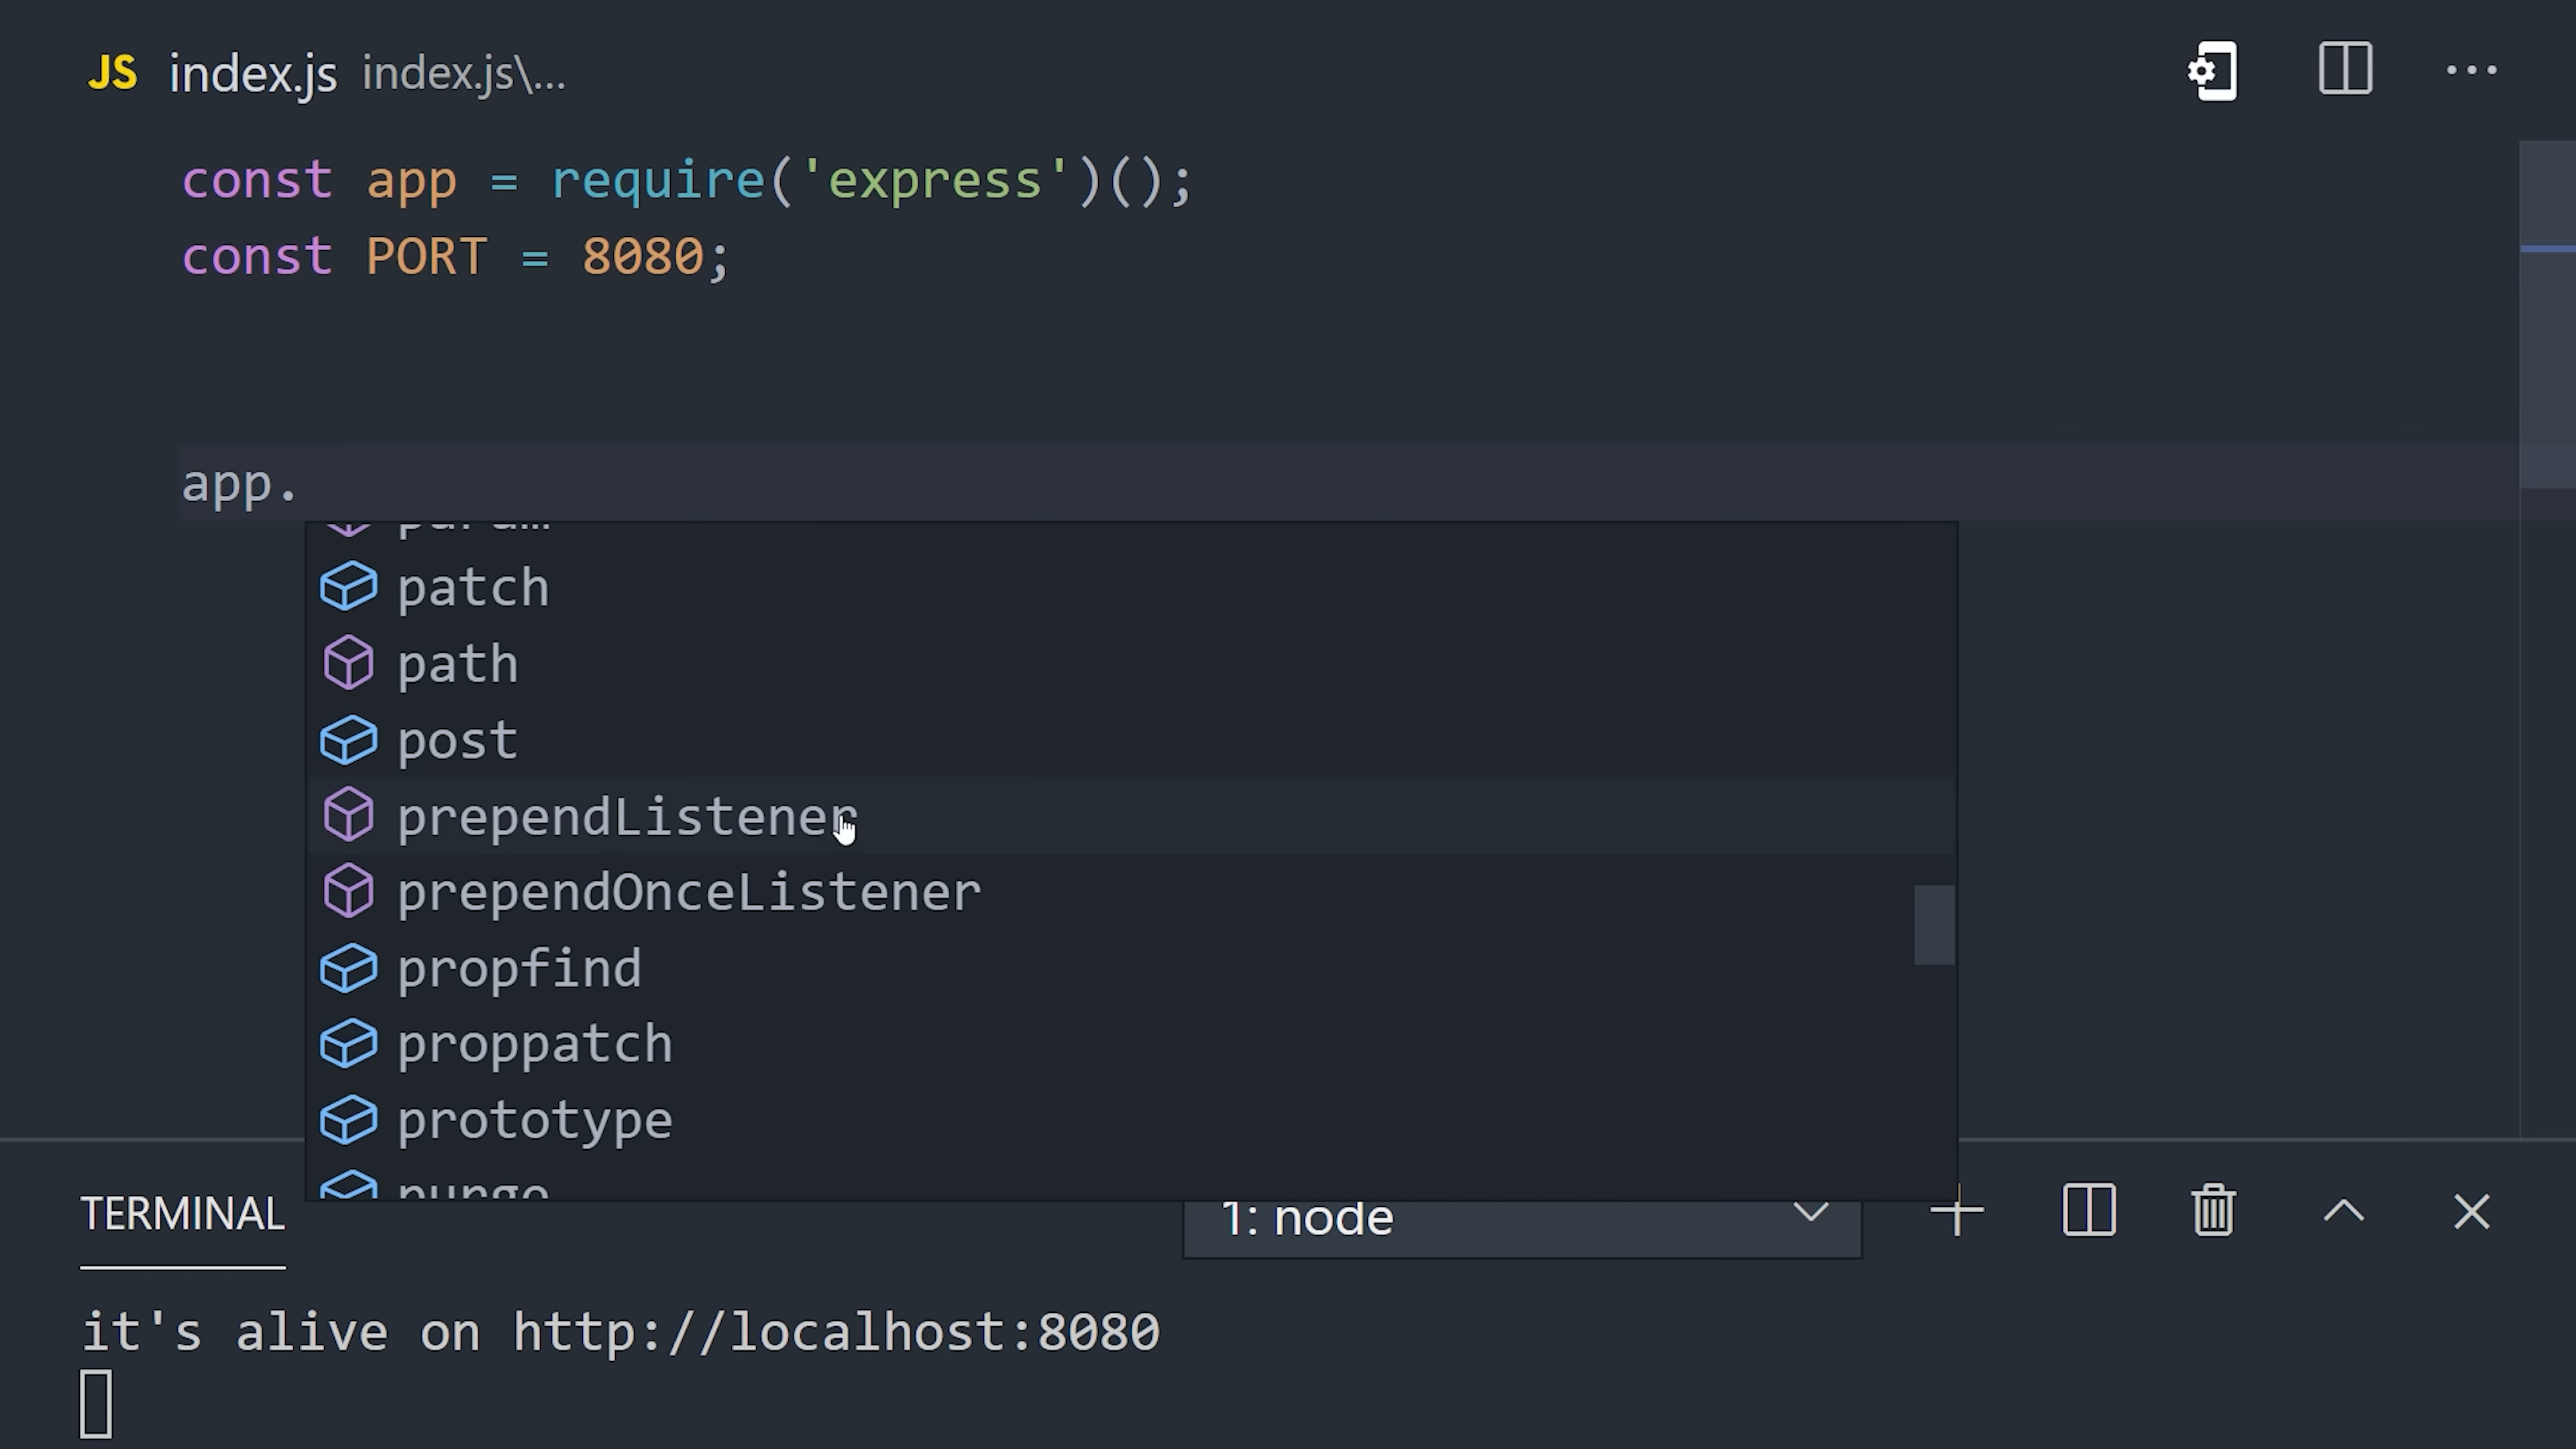 JS index.js index.js\...
const app = require('express')();
const PORT = 8080;
app.
patch
path
post
prependListener
prependOnceListener
propfind
proppatch
prototype
TERMINAL
1: node
it's alive on http://localhost:8080